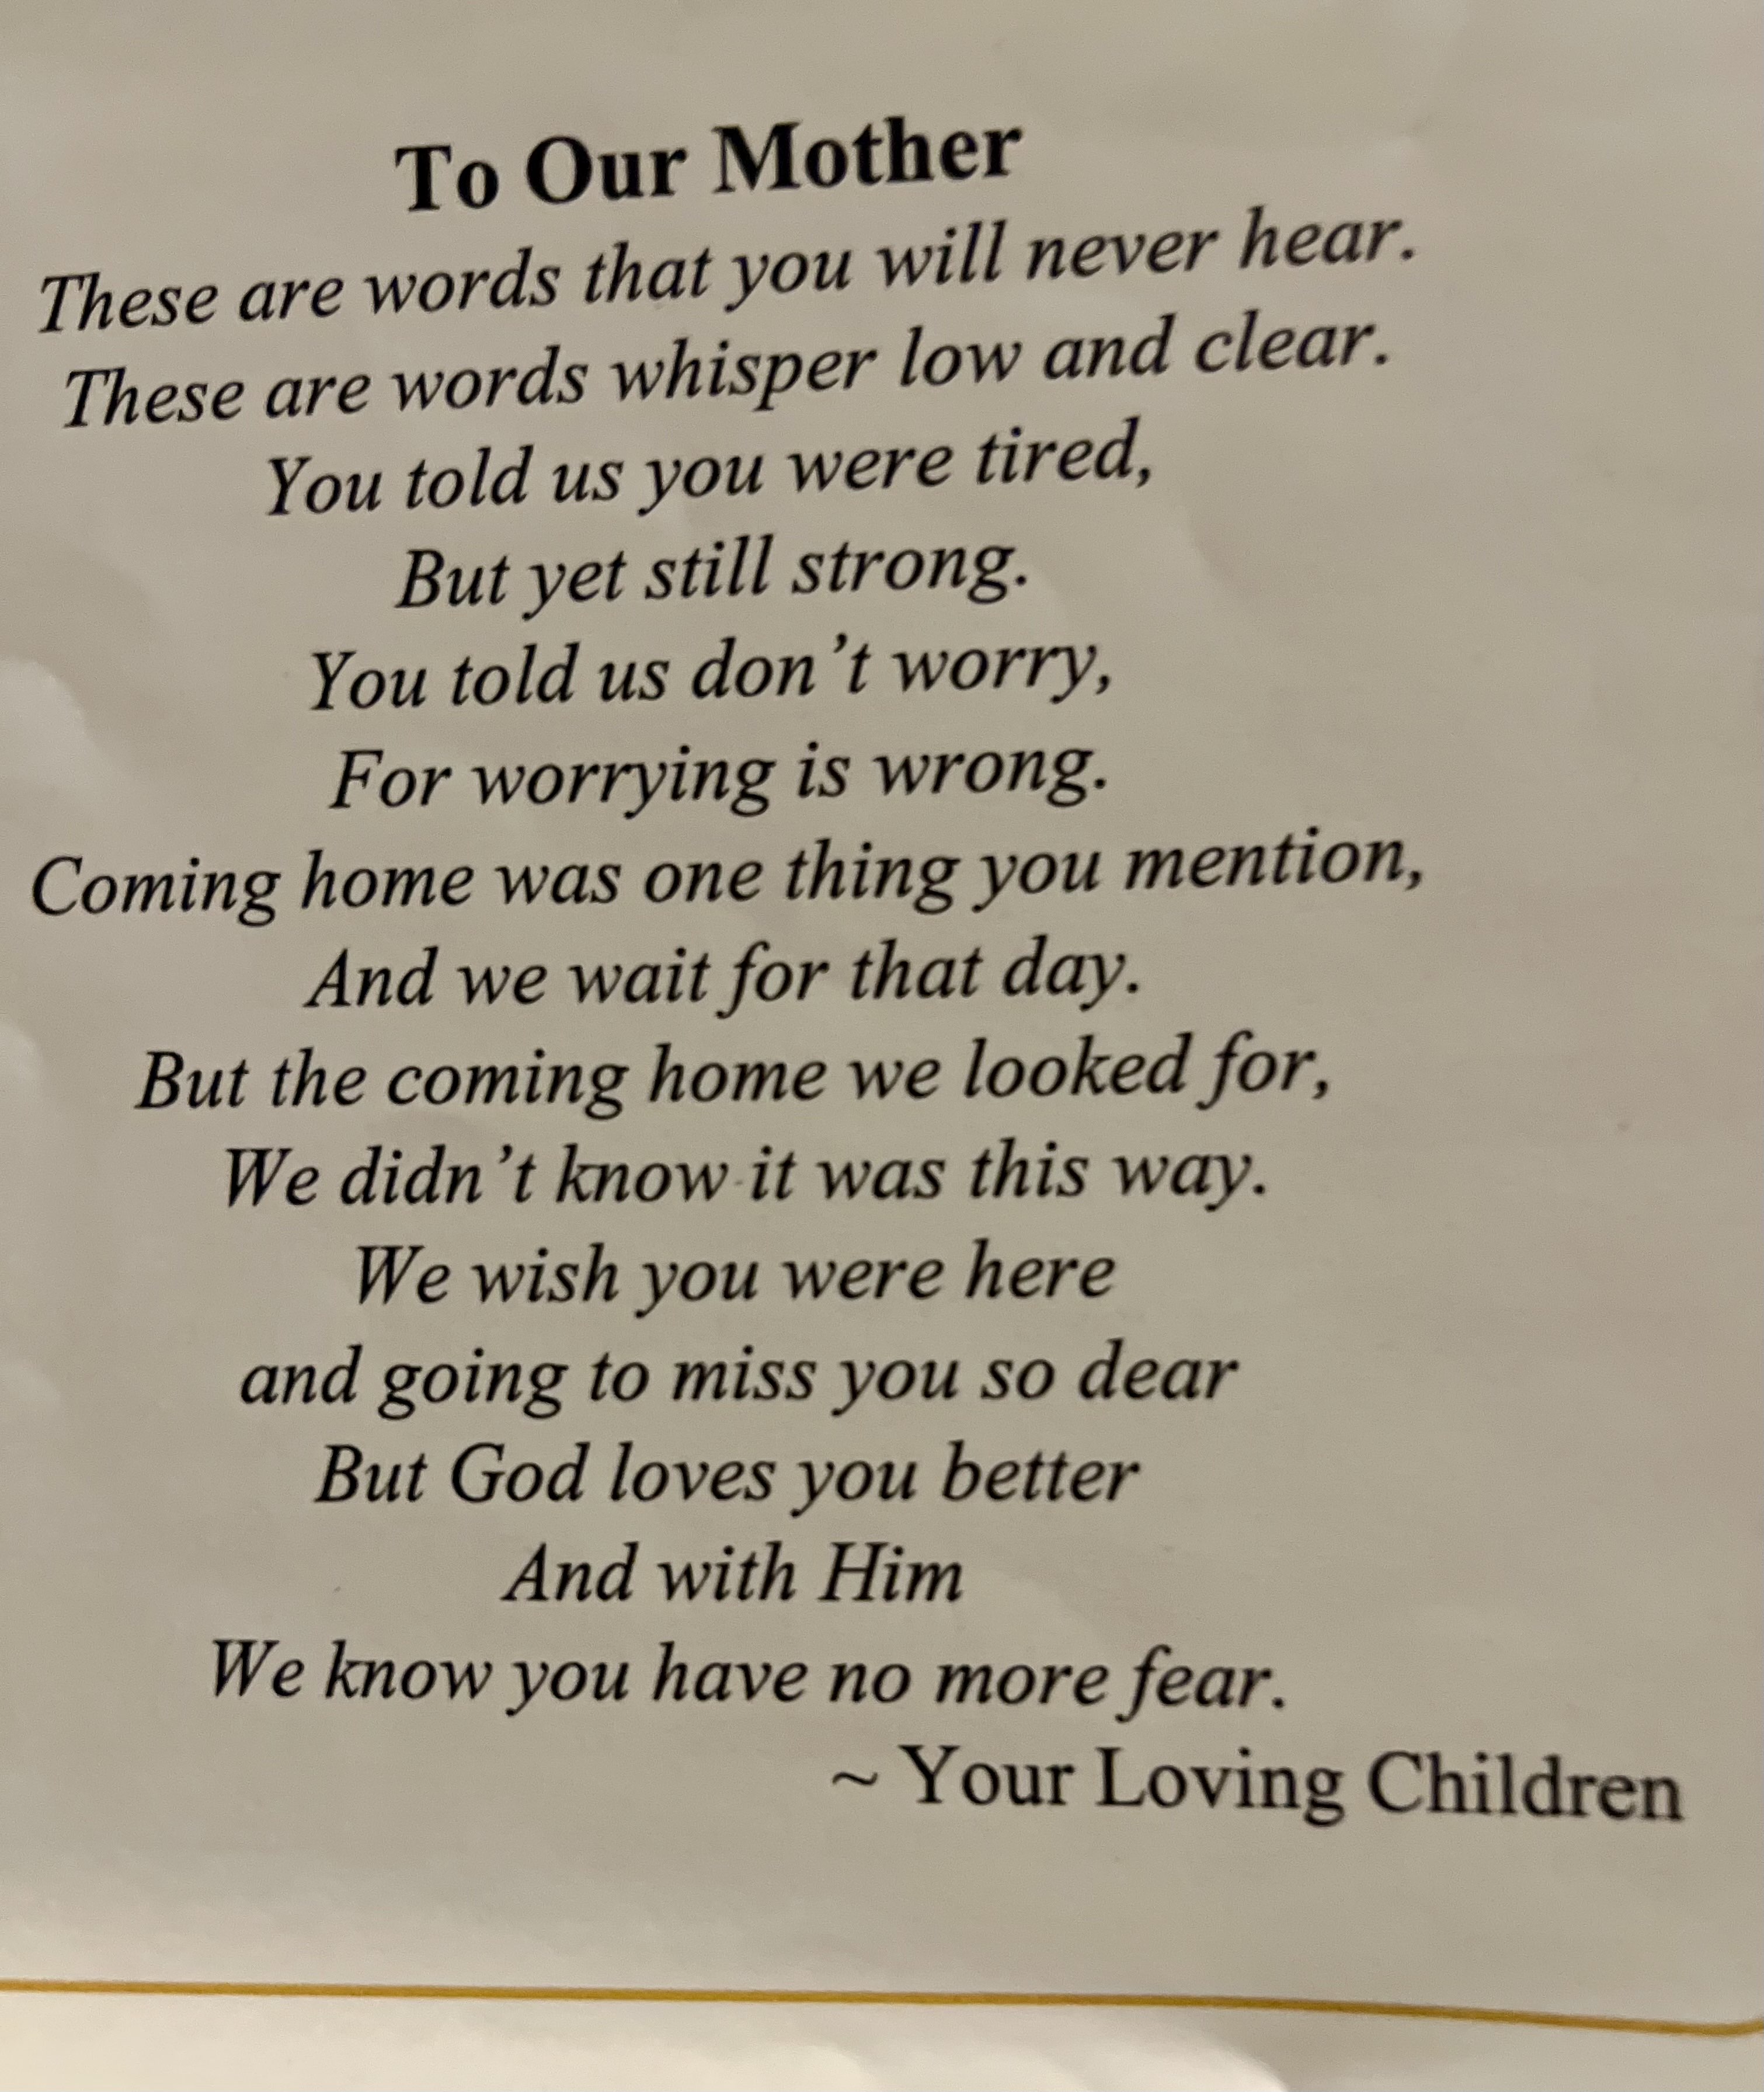 To Our Mother
These are words that you will never hear.
These are words whisper low and clear.
You told us you were tired,
But yet still strong.
You told us don't worry,
For worrying is wrong.
Coming home was one thing you mention,
And we wait for that day.
But the coming home we looked for,
We didn't know it was this way.
We wish you were here
and going to miss you so dear
But God loves you better
And with Him
We know you have no more fear.
~ Your Loving Children